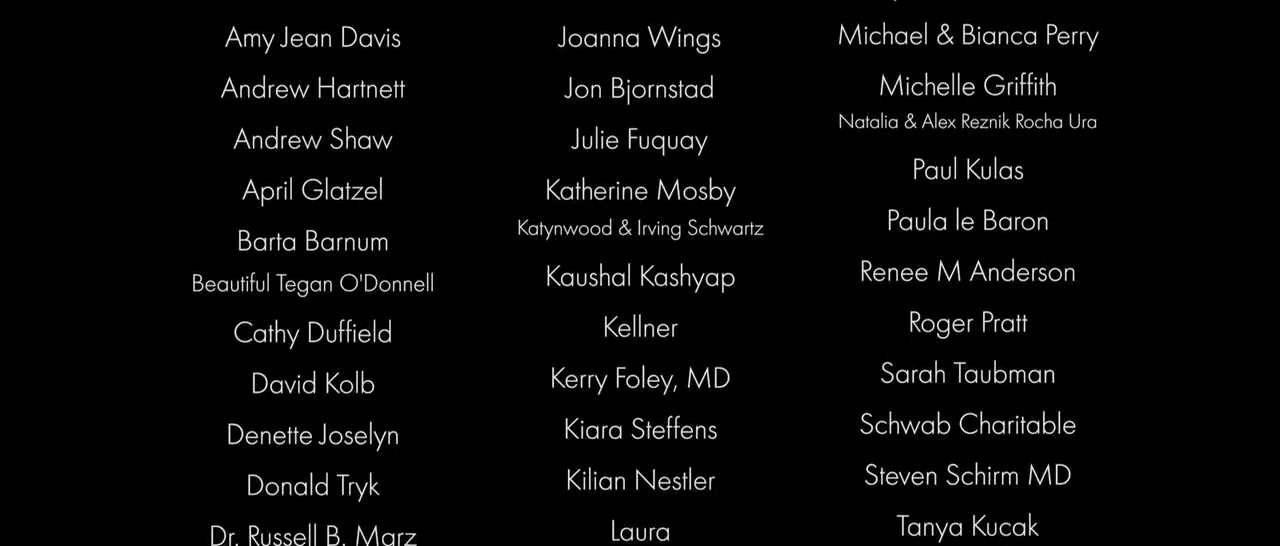 Amy Jean Davis
Andrew Hartnett
Andrew Shaw
April Glatzel
Barta Barnum
Beautiful Tegan O'Donnell
Cathy Duffield
David Kolb
Denette Joselyn
Donald Tryk
Dr. Russell B. Marz
Joanna Wings
Jon Bjornstad
Julie Fuquay
Katherine Mosby
Katynwood & Irving Schwartz
Kaushal Kashyap
Kellner
Kerry Foley, MD
Kiara Steffens
Kilian Nestler
Laura
Michael & Bianca Perry
Michelle Griffith
Natalia & Alex Reznik Rocha Ura
Paul Kulas
Paula le Baron
Renee M Anderson
Roger Pratt
Sarah Taubman
Schwab Charitable
Steven Schirm MD
Tanya Kucak